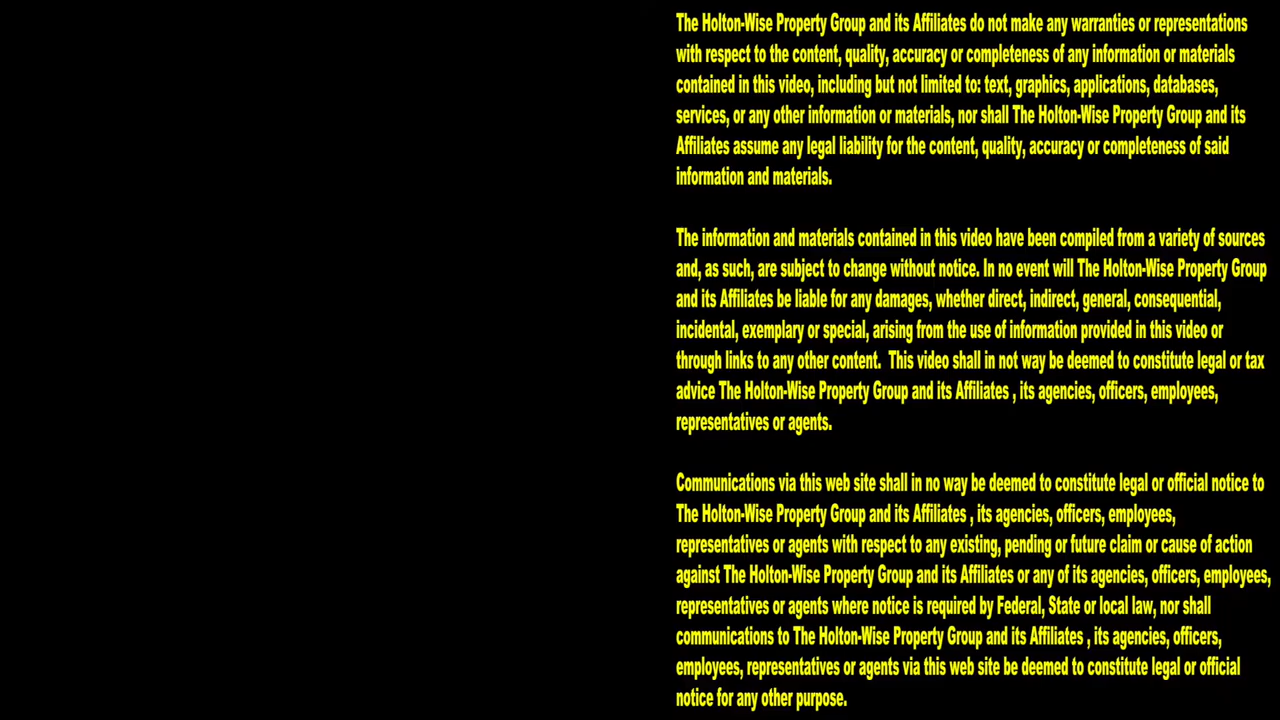 The Holton-Wise Property Group and its Affiliates do not make any warranties or representations
with respect to the content, quality, accuracy or completeness of any information or materials
contained in this video, including but not limited to: text, graphics, applications, databases,
services, or any other information or materials, nor shall The Holton-Wise Property Group and its
Affiliates assume any legal liability for the content, quality, accuracy or completeness of said
information and materials.
The information and materials contained in this video have been compiled from a variety of sources
and, as such, are subject to change without notice. In no event will The Holton-Wise Property Group
and its Affiliates be liable for any damages, whether direct, indirect, general, consequential,
incidental, exemplary or special, arising from the use of information provided in this video or
through links to any other content.  This video shall in not way be deemed to constitute legal or tax
advice The Holton-Wise Property Group and its Affiliates , its agencies, officers, employees,
representatives or agents.
Communications via this web site shall in no way be deemed to constitute legal or official notice to
The Holton-Wise Property Group and its Affiliates , its agencies, officers, employees,
representatives or agents with respect to any existing, pending or future claim or cause of action
against The Holton-Wise Property Group and its Affiliates or any of its agencies, officers, employees,
representatives or agents where notice is required by Federal, State or local law, nor shall
communications to The Holton-Wise Property Group and its Affiliates , its agencies, officers,
employees, representatives or agents via this web site be deemed to constitute legal or official
notice for any other purpose.